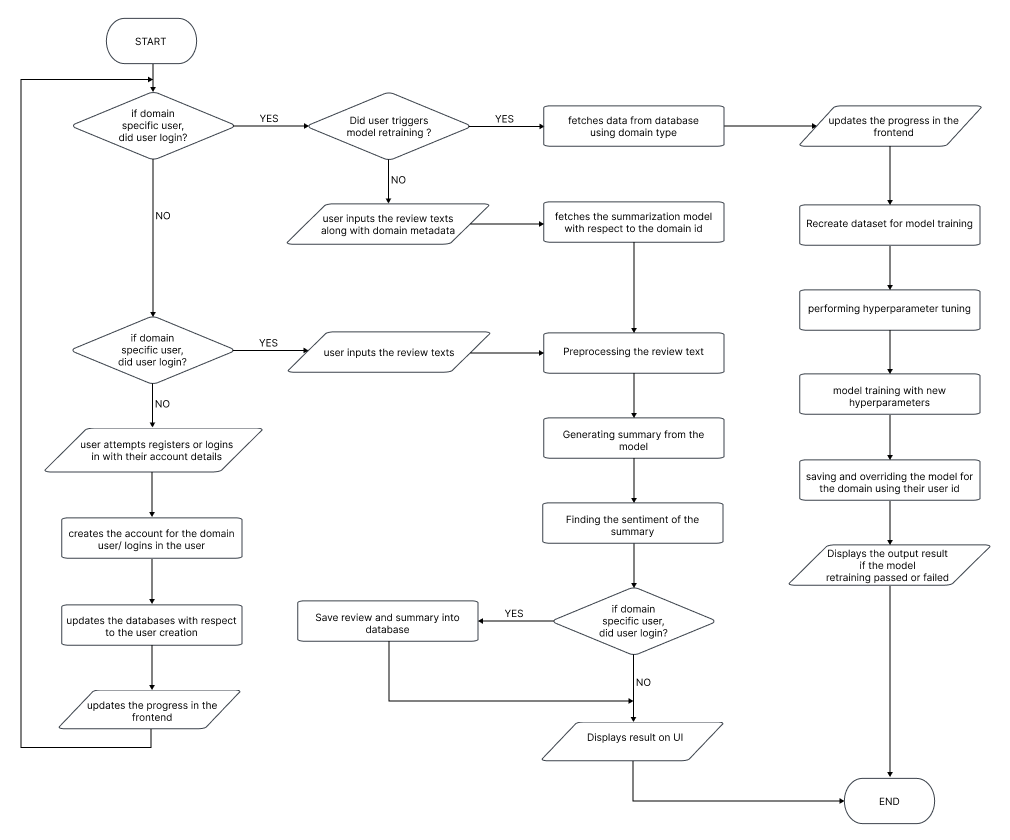 START
if domain
specific user,
did user login?
YES
Did user triggers
model retraining ?
YES
fetches data from database
using domain type
updates the progress in the
frontend
NO
NO
user inputs the review texts
along with domain metadata
fetches the summarization model
with respect to the domain id
Recreate dataset for model training
performing hyperparameter tuning
if domain
specific user,
did user login?
YES
user inputs the review texts
Preprocessing the review text
NO
model training with new
hyperparameters
user attempts registers or logins
in with their account details
Generating summary from the
model
saving and overriding the model for
the domain using their user id
creates the account for the domain
user/ logins in the user
Finding the sentiment of the
summary
Displays the output result
if the model
retraining passed or failed
updates the databases with respect
to the user creation
Save review and summary into
database
YES
if domain
specific user,
did user login?
NO
updates the progress in the
frontend
Displays result on UI
END